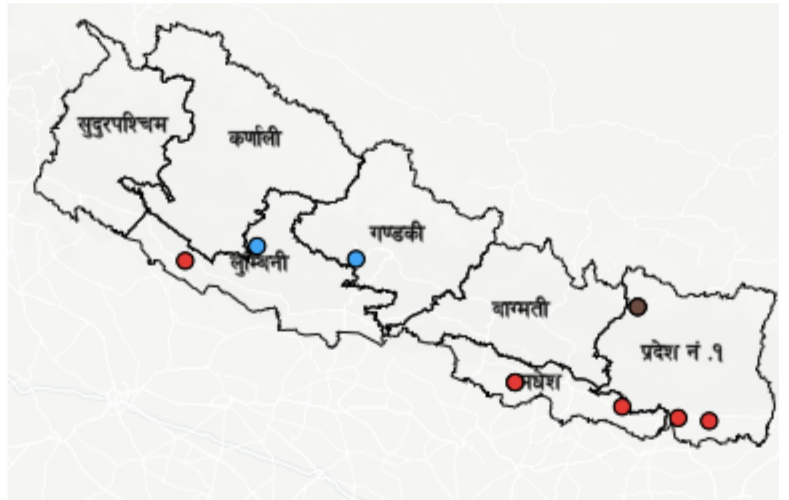 सुदुरपश्चिम
कर्णाली
गण्डकी
लुम्बिनी
बाग्मती
प्रदेश नं .१
मधेश